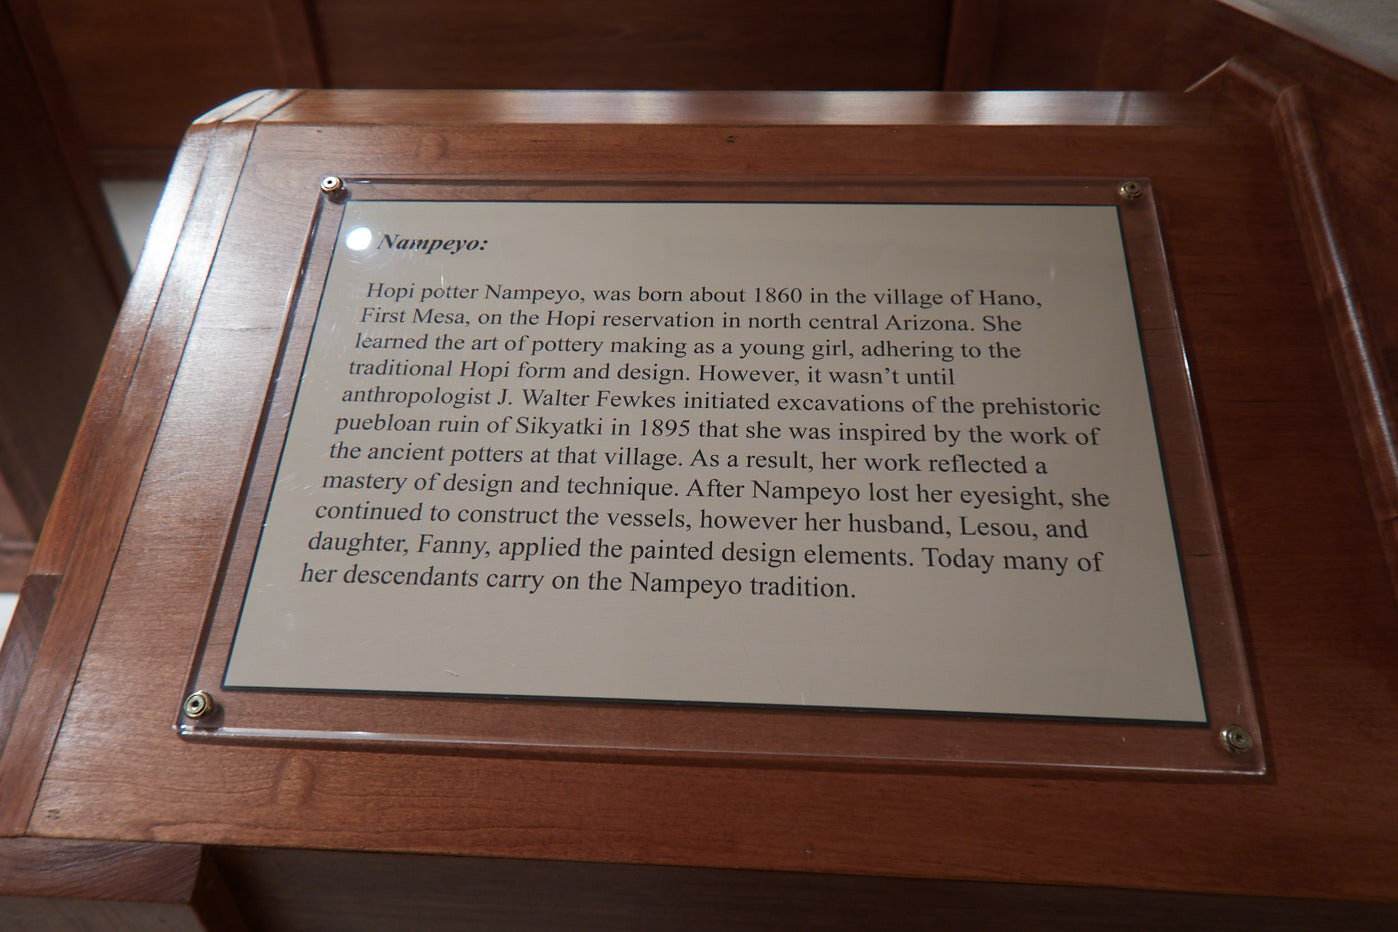 Nampeyo:
Hopi potter Nampeyo, was born about 1860 in the village of Hano,
First Mesa, on the Hopi reservation in north central Arizona. She
learned the art of pottery making as a young girl, adhering to the
traditional Hopi form and design. However, it wasn’t until
anthropologist J. Walter Fewkes initiated excavations of the prehistoric
puebloan ruin of Sikyatki in 1895 that she was inspired by the work of
the ancient potters at that village. As a result, her work reflected a
mastery of design and technique. After Nampeyo lost her eyesight, she
continued to construct the vessels, however her husband, Lesou, and
daughter, Fanny, applied the painted design elements. Today many of
her descendants carry on the Nampeyo tradition.